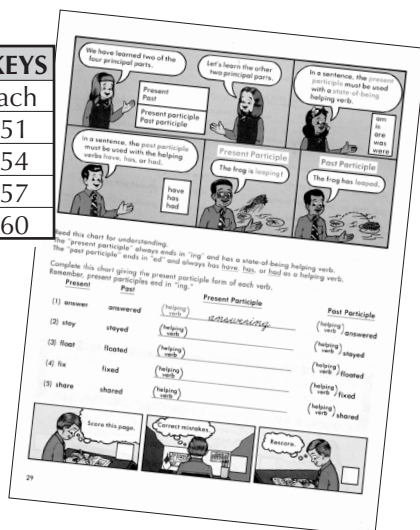 KEYS
ach
51
54
57
60
We have learned two of the
four principal parts.
Present
Past
Present participle
Past participle
Let's learn the other
two principal parts.
In a sentence, the present
participle must be used
with a state-of-being
helping verb.
am
is
are
was
were
In a sentence, the past participle
must be used with the helping
verbs have, has, or had.
have
has
had
Present Participle
The frog is leaping!
Past Participle
The frog has leaped.
Read this chart for understanding.
The "present participle" always ends in "ing" and has a state-of-being helping verb.
The "past participle" ends in "ed" and always has have, has, or had as a helping verb.
Complete this chart giving the present participle form of each verb.
Remember, present participles end in "ing."
Present Past Present Participle Past Participle
(1) answer answered (helping verb) answering (helping verb) answered
(2) stay stayed (helping verb) (helping verb) stayed
(3) float floated (helping verb) (helping verb) floated
(4) fix fixed (helping verb) (helping verb) fixed
(5) share shared (helping verb) (helping verb) shared
Score this page.
Correct mistakes.
Rescore.
29